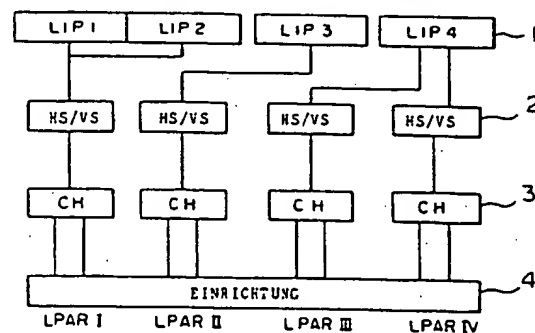 LIP 1 LIP 2 LIP 3 LIP 4 1
HS/VS HS/VS HS/VS HS/VS 2
CH CH CH CH 3
4
EINRICHTUNG
LPAR I LPAR II LPAR III LPAR IV